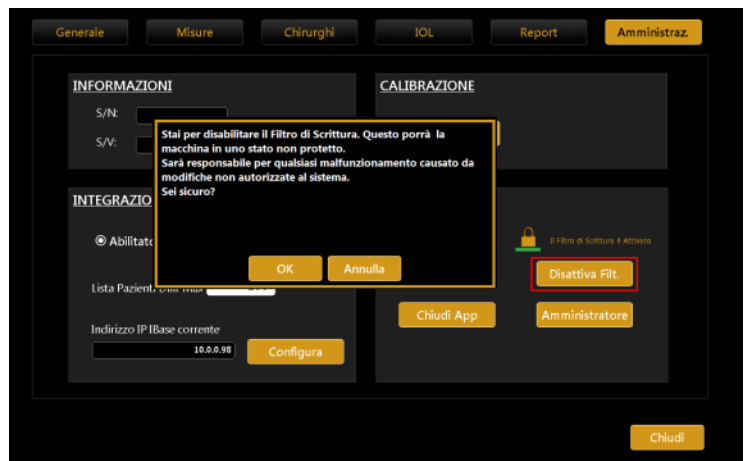 Generale Misure Chirurghi IOL Report Amministraz.
INFORMAZIONI
S/N:
S/V:
CALIBRAZIONE
Stai per disabilitare il Filtro di Scrittura. Questo porrà la
macchina in uno stato non protetto.
Sarà responsabile per qualsiasi malfunzionamento causato da
modifiche non autorizzate al sistema.
Sei sicuro?
OK Annulla
INTEGRAZIO
Abilitato
Lista Pazienti
Indirizzo IP IBase corrente
10.0.0.98 Configura
Il Filtro di Scrittura è Attivato
Disattiva Filt.
Chiudi App Amministratore
Chiudi